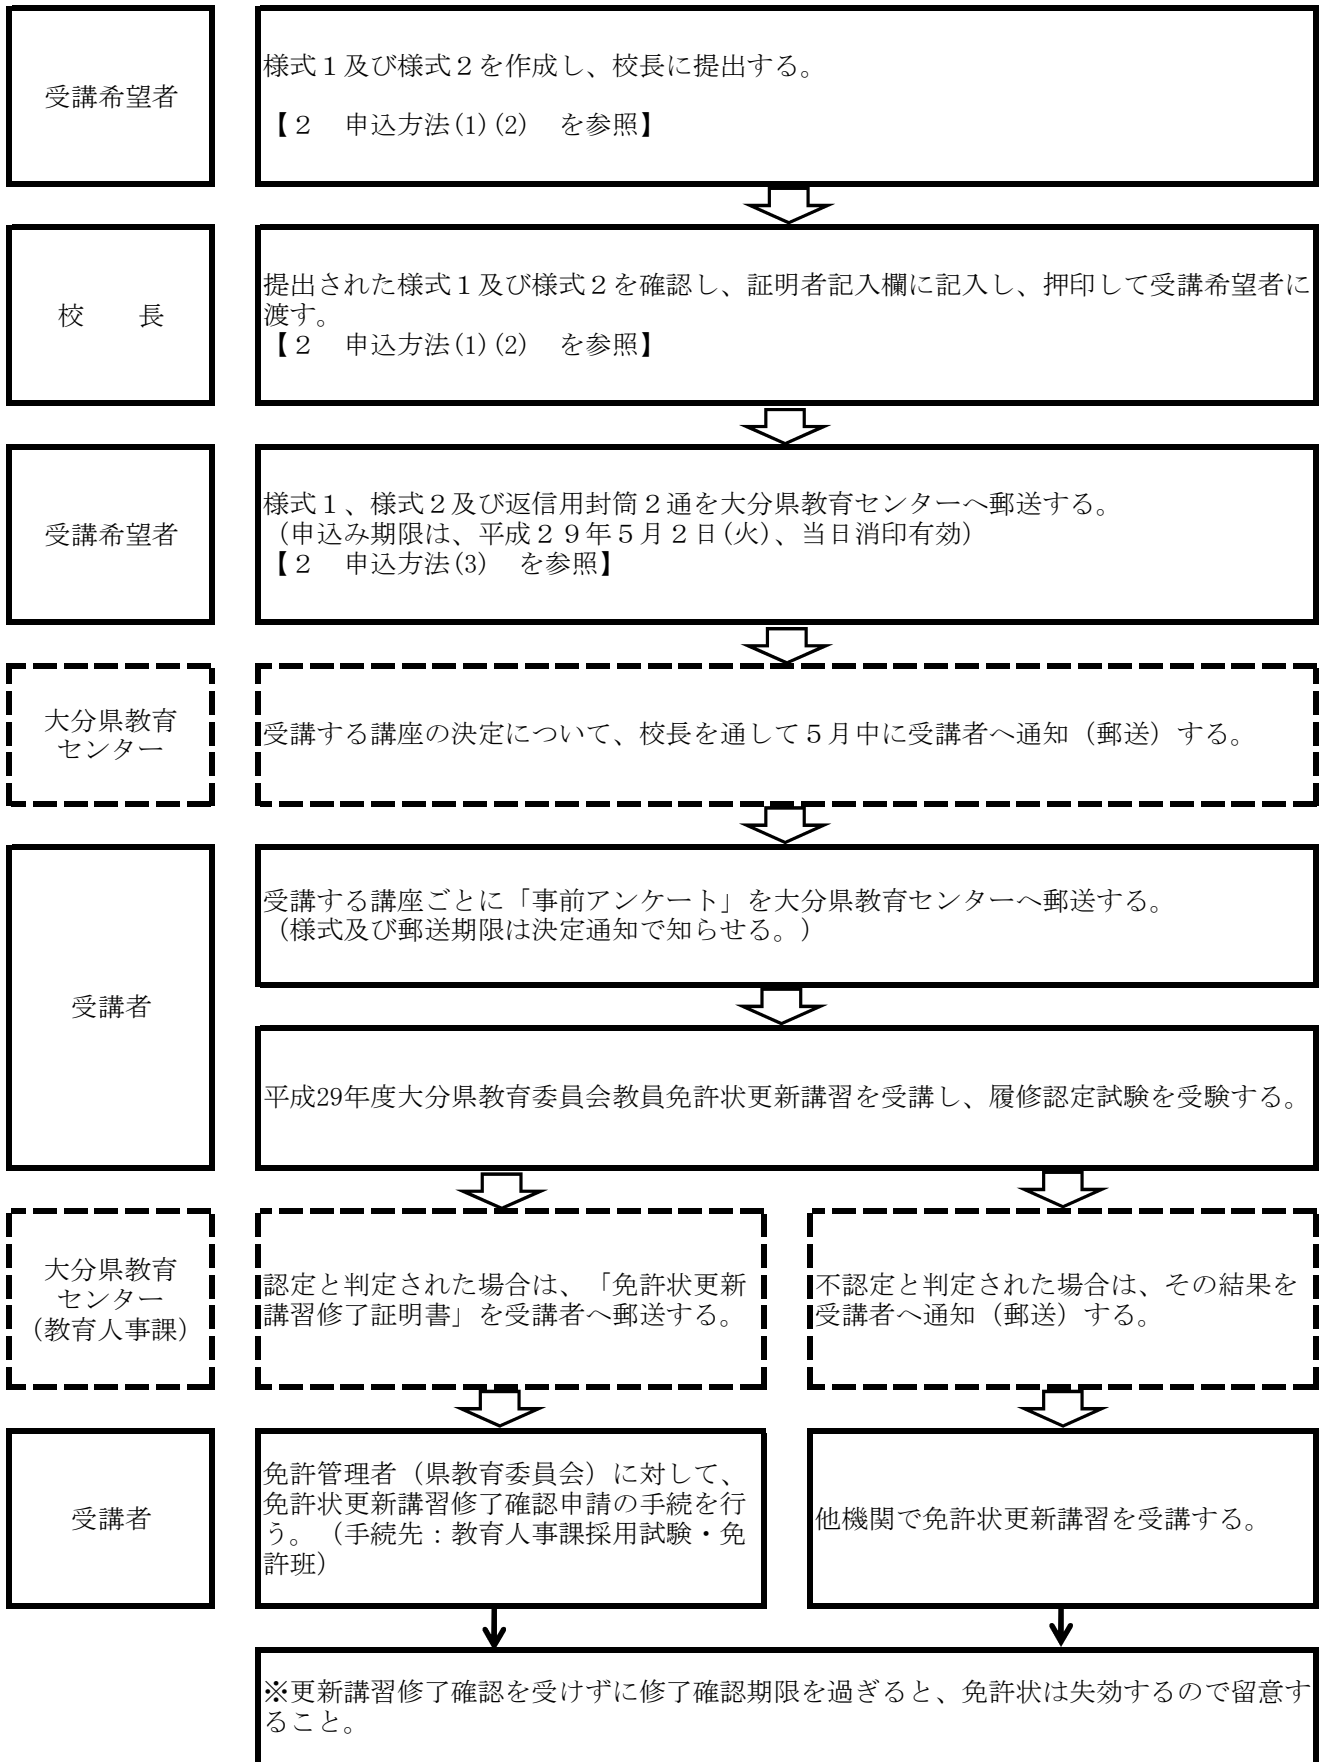 受講希望者
様式１及び様式２を作成し、校長に提出する。
【２　申込方法(1)(2)　を参照】
校　　長
提出された様式１及び様式２を確認し、証明者記入欄に記入し、押印して受講希望者に
渡す。
【２　申込方法(1)(2)　を参照】
受講希望者
様式１、様式２及び返信用封筒２通を大分県教育センターへ郵送する。
（申込み期限は、平成２９年５月２日(火)、当日消印有効）
【２　申込方法(3)　を参照】
大分県教育
センター
受講する講座の決定について、校長を通して５月中に受講者へ通知（郵送）する。
受講者
受講する講座ごとに「事前アンケート」を大分県教育センターへ郵送する。
（様式及び郵送期限は決定通知で知らせる。）
平成29年度大分県教育委員会教員免許状更新講習を受講し、履修認定試験を受験する。
大分県教育
センター
（教育人事課）
認定と判定された場合は、「免許状更新
講習修了証明書」を受講者へ郵送する。
不認定と判定された場合は、その結果を
受講者へ通知（郵送）する。
受講者
免許管理者（県教育委員会）に対して、
免許状更新講習修了確認申請の手続を行
う。（手続先：教育人事課採用試験・免
許班）
他機関で免許状更新講習を受講する。
※更新講習修了確認を受けずに修了確認期限を過ぎると、免許状は失効するので留意す
ること。